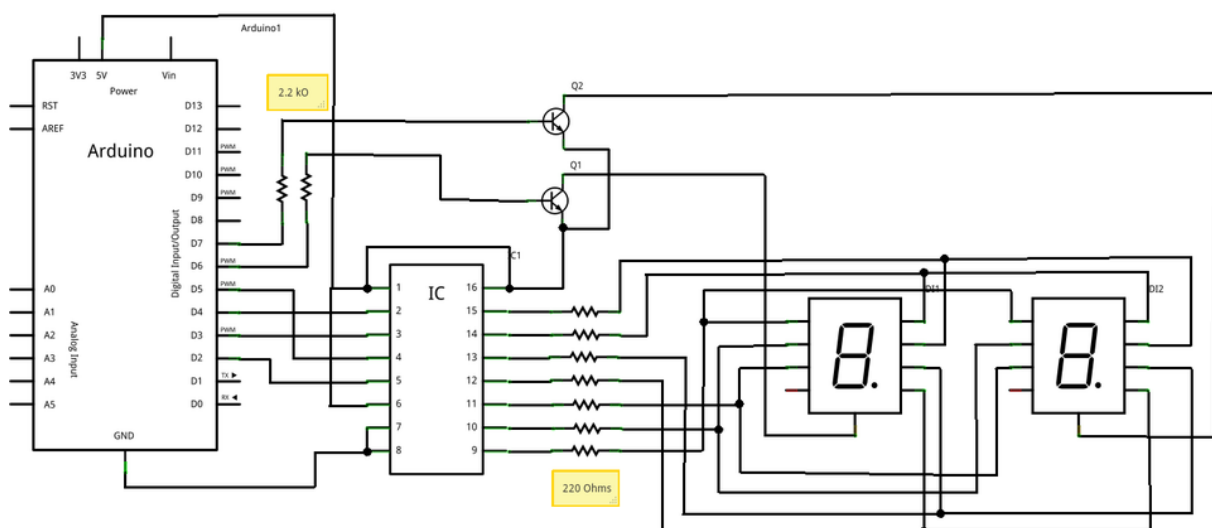 Arduino1
3V3 5V Vin
Power
2.2 kO
Q2
RST
AREF
Arduino
D13
D12
D11 PWM
D10 PWM
D9 PWM
D8
D7
D6 PWM
D5 PWM
D4
D3 PWM
D2
D1 TX ▶
D0 RX ◀
Digital Input/Output
Q1
A0
A1
A2
A3
A4
A5
Analog Input
GND
C1
IC
1 16
2 15
3 14
4 13
5 12
6 11
7 10
8 9
DI1
DI2
8.
8.
220 Ohms